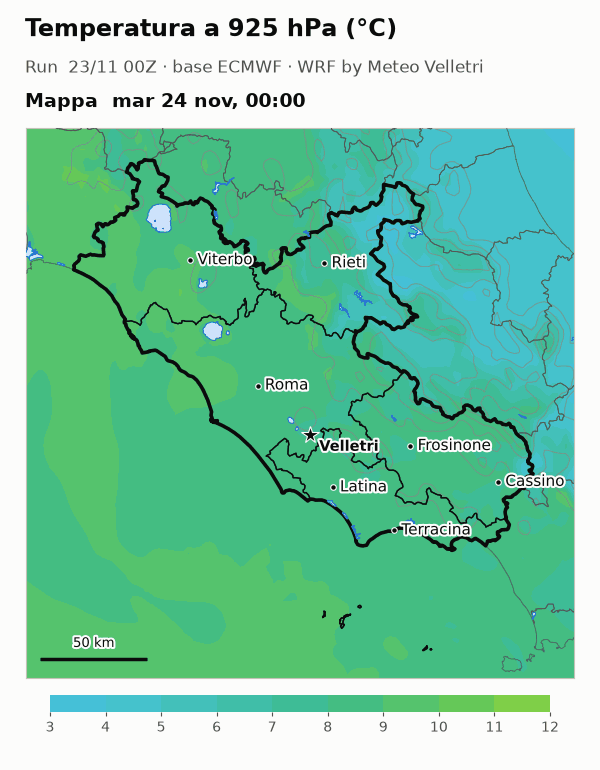 Temperatura a 925 hPa (°C)
Run  23/11 00Z · base ECMWF · WRF by Meteo Velletri
Mappa  mar 24 nov, 00:00
Viterbo
Rieti
Roma
Velletri
Frosinone
Latina
Cassino
Terracina
50 km
3 4 5 6 7 8 9 10 11 12